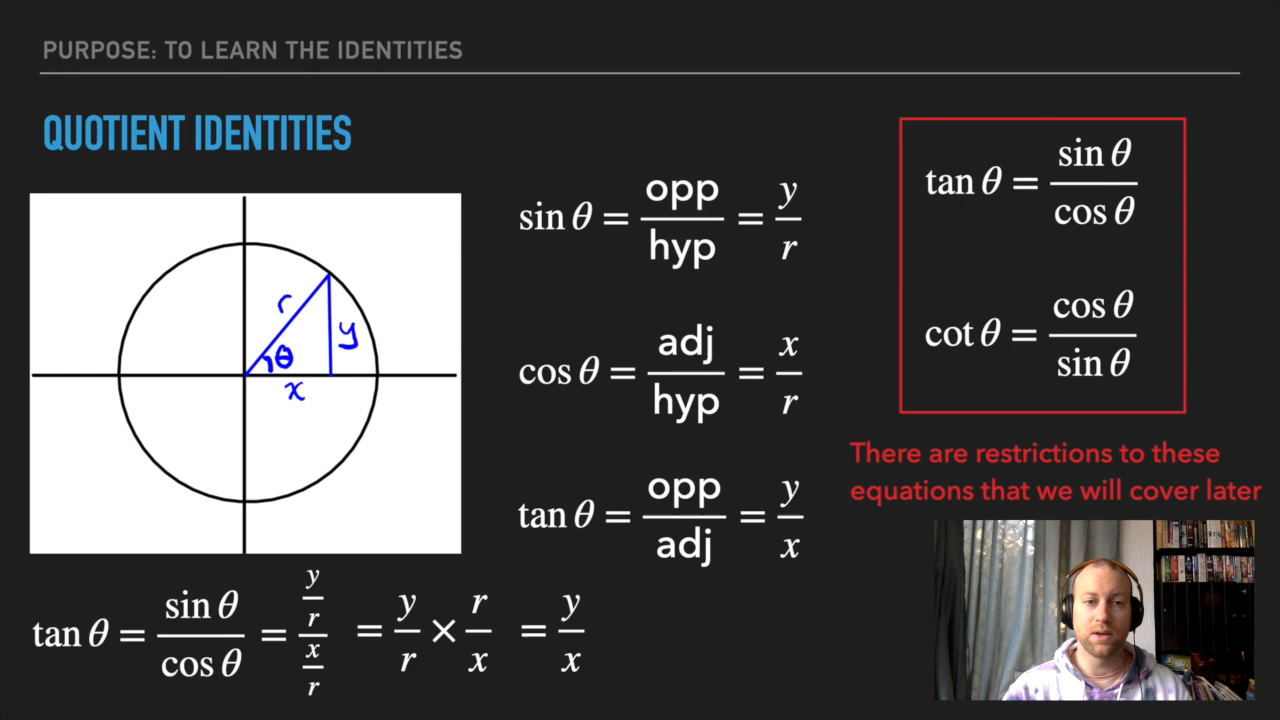 PURPOSE: TO LEARN THE IDENTITIES
QUOTIENT IDENTITIES
r
y
θ
x
sin θ = opp/hyp = y/r
cos θ = adj/hyp = x/r
tan θ = opp/adj = y/x
tan θ = sin θ/cos θ
cot θ = cos θ/sin θ
There are restrictions to these
equations that we will cover later
tan θ = sin θ/cos θ = (y/r)/(x/r) = y/r × r/x = y/x